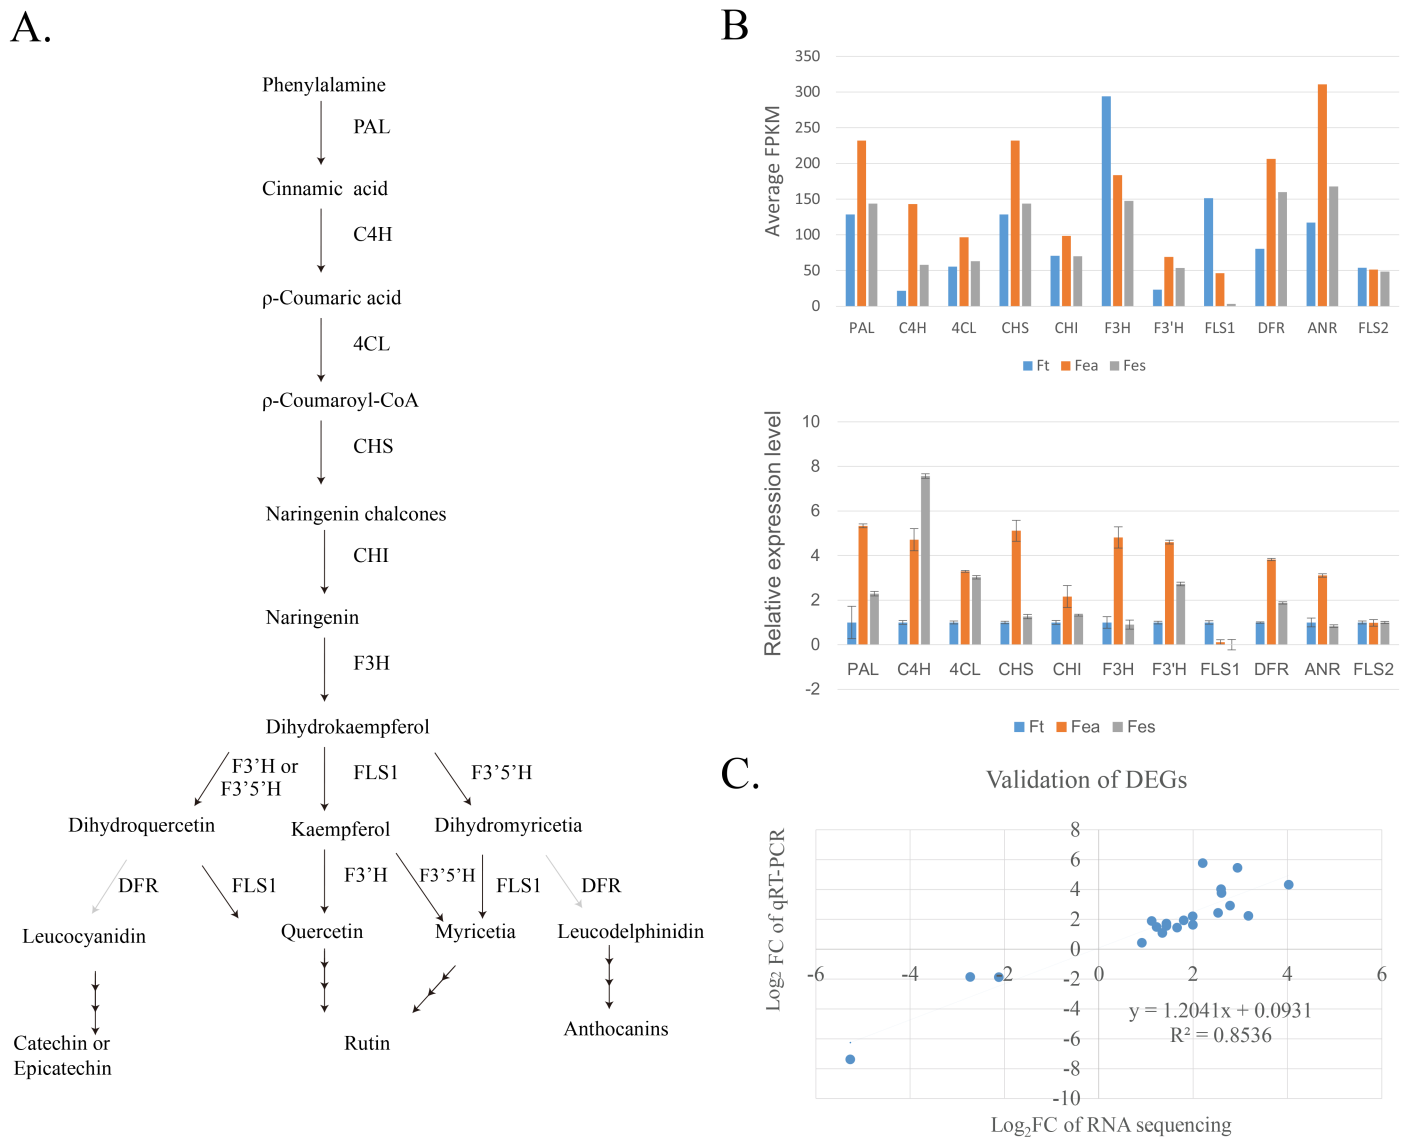 A.
Phenylalamine
PAL
Cinnamic acid
C4H
ρ-Coumaric acid
4CL
ρ-Coumaroyl-CoA
CHS
Naringenin chalcones
CHI
Naringenin
F3H
Dihydrokaempferol
F3’H or
F3’5’H
FLS1
F3’5’H
Dihydroquercetin
Kaempferol
Dihydromyricetia
DFR
FLS1
F3’H
F3’5’H
FLS1
DFR
Leucocyanidin
Quercetin
Myricetia
Leucodelphinidin
Catechin or
Epicatechin
Rutin
Anthocanins
B
Average FPKM
350
300
250
200
150
100
50
0
PAL C4H 4CL CHS CHI F3H F3'H FLS1 DFR ANR FLS2
Ft Fea Fes
Relative expression level
10
8
6
4
2
0
-2
PAL C4H 4CL CHS CHI F3H F3'H FLS1 DFR ANR FLS2
Ft Fea Fes
C.
Validation of DEGs
Log₂ FC of qRT-PCR
8
6
4
2
0
-2
-4
-6
-8
-10
-6 -4 -2 0 2 4 6
y = 1.2041x + 0.0931
R² = 0.8536
Log₂FC of RNA sequencing